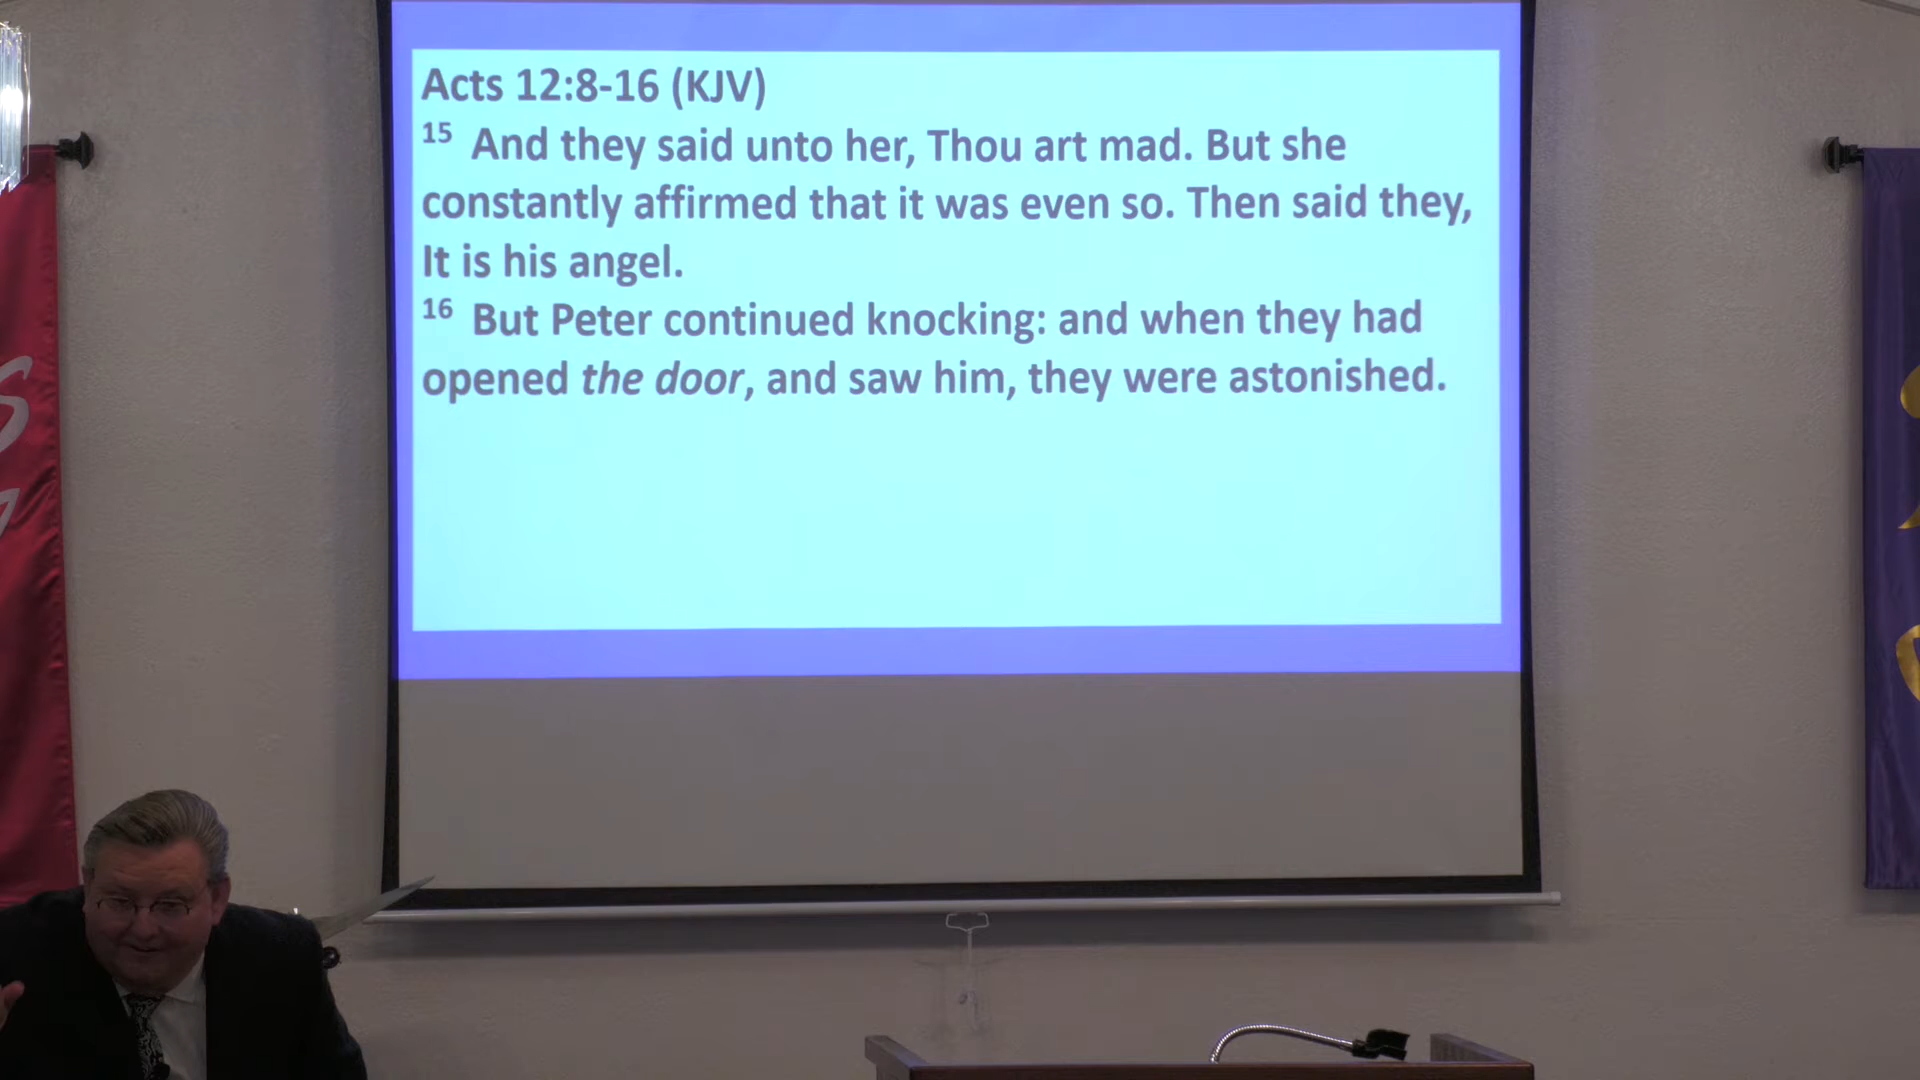 Acts 12:8-16 (KJV)
15 And they said unto her, Thou art mad. But she
constantly affirmed that it was even so. Then said they,
It is his angel.
16 But Peter continued knocking: and when they had
opened the door, and saw him, they were astonished.